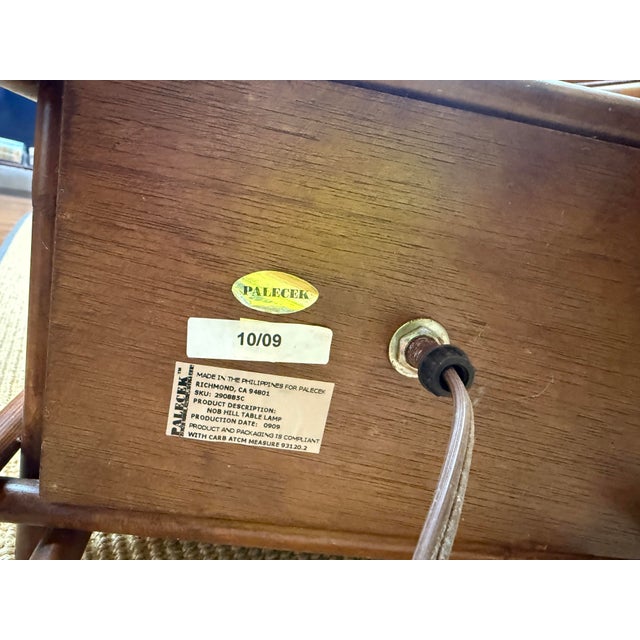 PALECEK
10/09
PALECEK™
MADE IN THE PHILIPPINES FOR PALECEK
RICHMOND, CA 94801
SKU: 290BB5C
PRODUCT DESCRIPTION:
NOB HILL TABLE LAMP
PRODUCTION DATE: 0909
PRODUCT AND PACKAGING IS COMPLIANT
WITH CARB ATCM MEASURE 93120.2